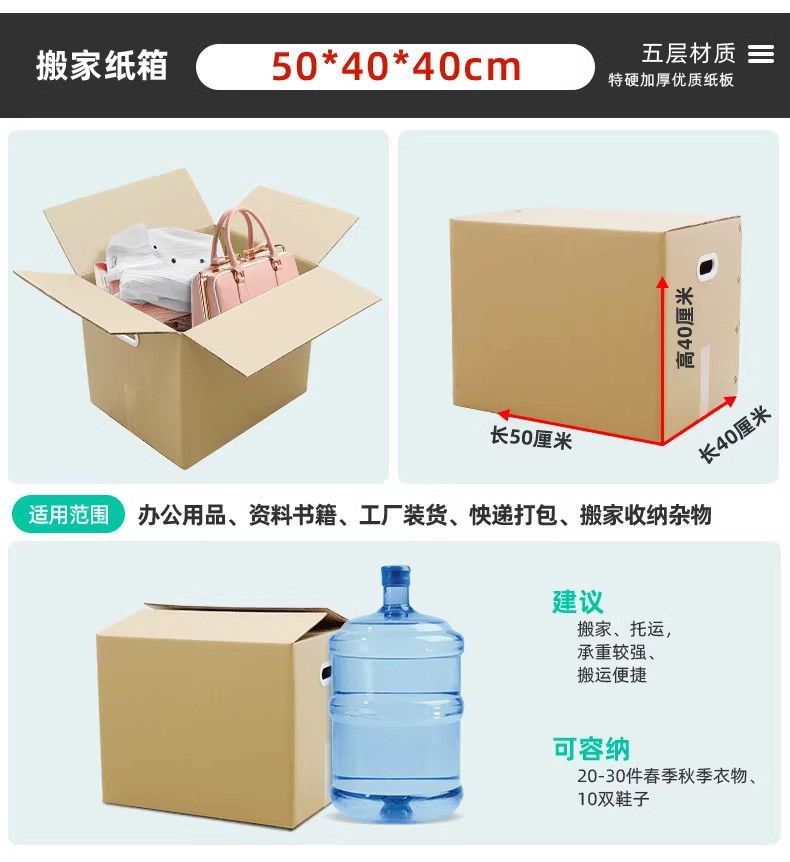 搬家纸箱
50*40*40cm
五层材质
特硬加厚优质纸板
高40厘米
长50厘米
长40厘米
适用范围
办公用品、资料书籍、工厂装货、快递打包、搬家收纳杂物
建议
搬家、托运，
承重较强、
搬运便捷
可容纳
20-30件春季秋季衣物、
10双鞋子